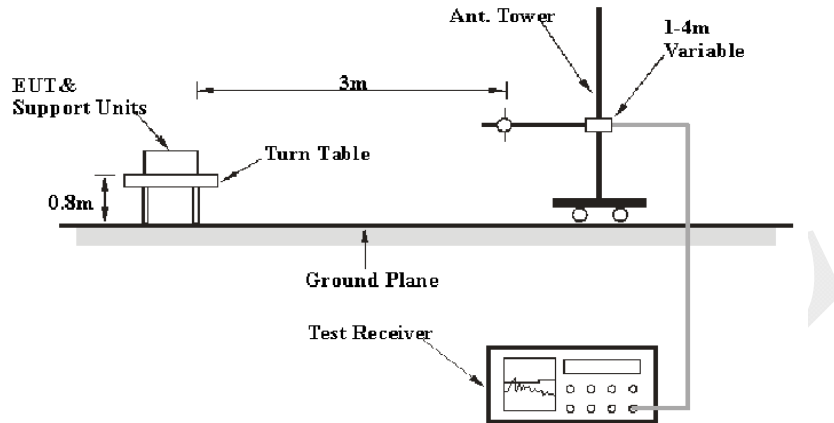 Ant. Tower
1-4m
Variable
3m
EUT&
Support Units
Turn Table
0.8m
Ground Plane
Test Receiver